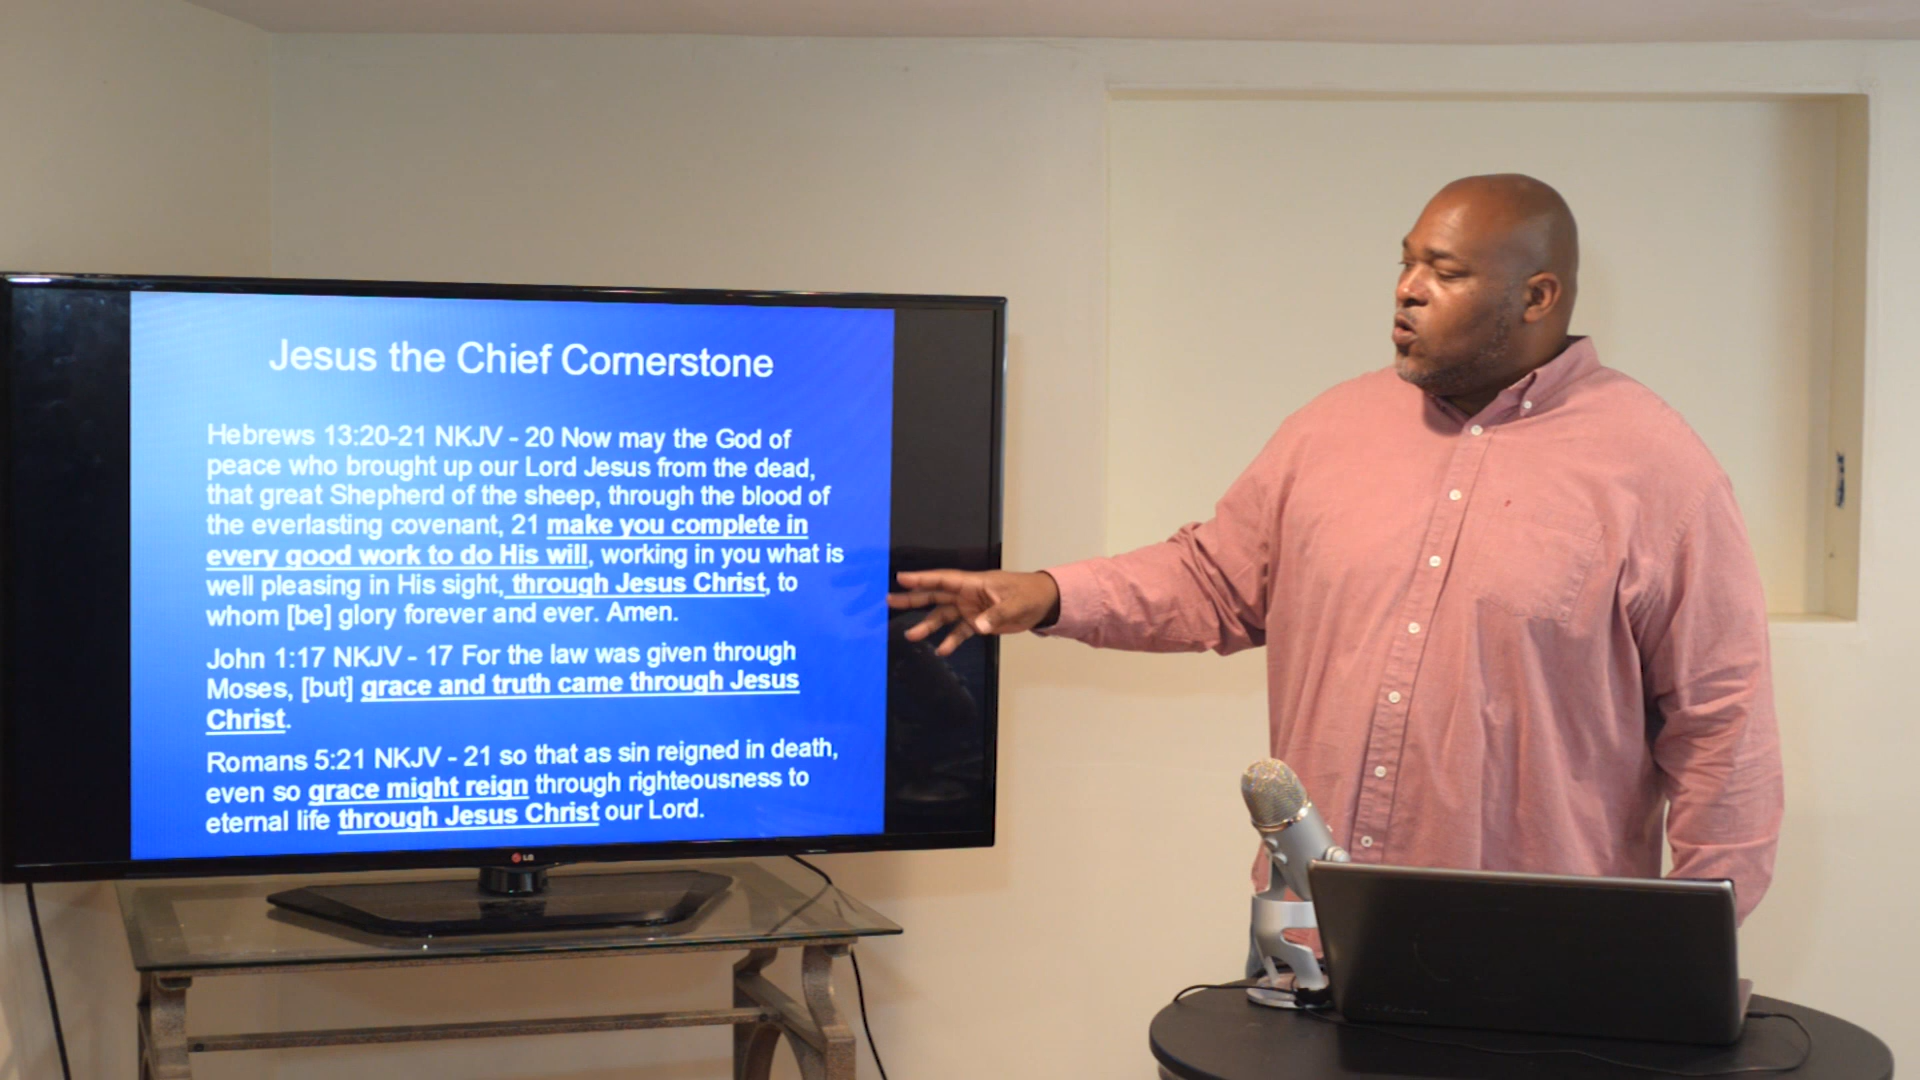 Jesus the Chief Cornerstone
Hebrews 13:20-21 NKJV - 20 Now may the God of
peace who brought up our Lord Jesus from the dead,
that great Shepherd of the sheep, through the blood of
the everlasting covenant, 21 make you complete in
every good work to do His will, working in you what is
well pleasing in His sight, through Jesus Christ, to
whom [be] glory forever and ever. Amen.
John 1:17 NKJV - 17 For the law was given through
Moses, [but] grace and truth came through Jesus
Christ.
Romans 5:21 NKJV - 21 so that as sin reigned in death,
even so grace might reign through righteousness to
eternal life through Jesus Christ our Lord.
LG